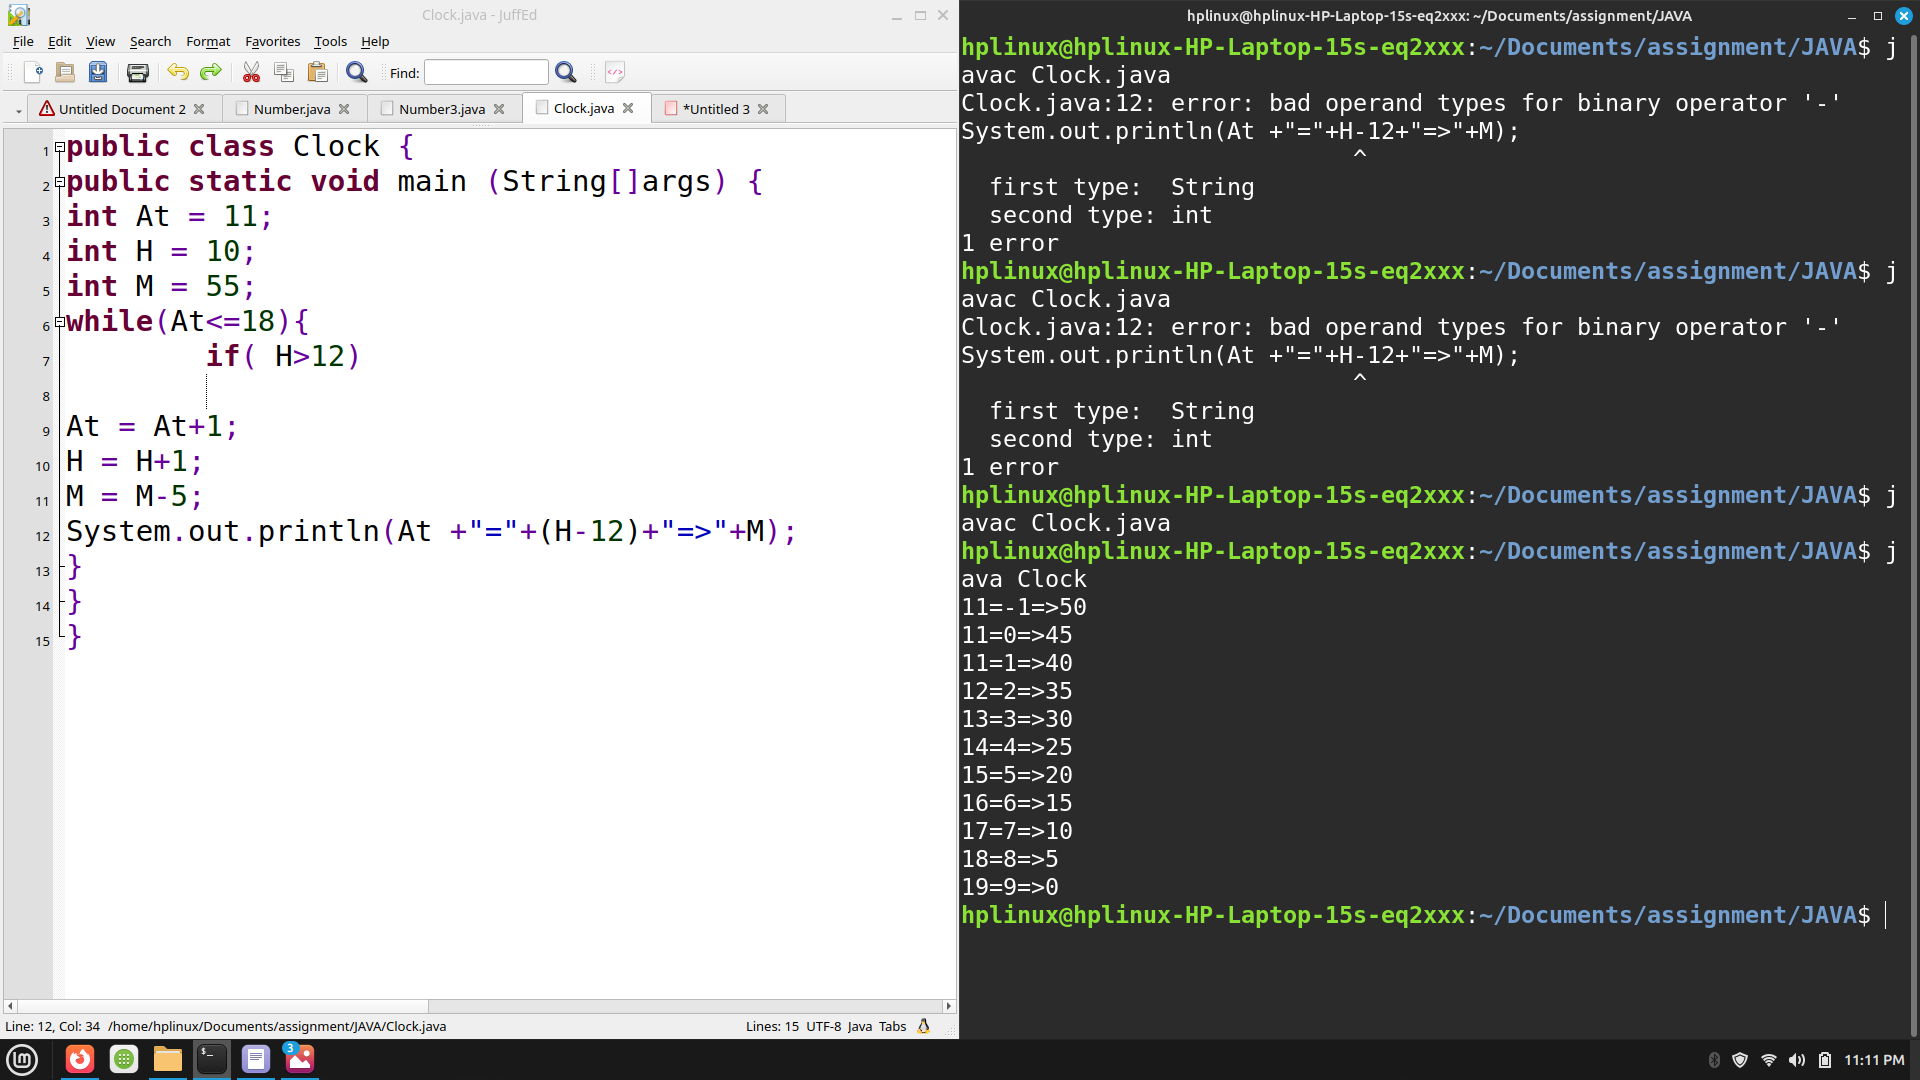 Clock.java - JuffEd
File Edit View Search Format Favorites Tools Help
Find:
Untitled Document 2
Number.java
Number3.java
Clock.java
*Untitled 3
1 public class Clock {
2 public static void main (String[]args) {
3 int At = 11;
4 int H = 10;
5 int M = 55;
6 while(At<=18){
7 if( H>12)
8
9 At = At+1;
10 H = H+1;
11 M = M-5;
12 System.out.println(At +"="+(H-12)+"=>"+M);
13 }
14 }
15 }
Line: 12, Col: 34 /home/hplinux/Documents/assignment/JAVA/Clock.java
Lines: 15 UTF-8 Java Tabs
hplinux@hplinux-HP-Laptop-15s-eq2xxx: ~/Documents/assignment/JAVA
hplinux@hplinux-HP-Laptop-15s-eq2xxx:~/Documents/assignment/JAVA$ j
avac Clock.java
Clock.java:12: error: bad operand types for binary operator '-'
System.out.println(At +"="+H-12+"=>"+M);
^
first type:  String
second type: int
1 error
hplinux@hplinux-HP-Laptop-15s-eq2xxx:~/Documents/assignment/JAVA$ j
avac Clock.java
Clock.java:12: error: bad operand types for binary operator '-'
System.out.println(At +"="+H-12+"=>"+M);
^
first type:  String
second type: int
1 error
hplinux@hplinux-HP-Laptop-15s-eq2xxx:~/Documents/assignment/JAVA$ j
avac Clock.java
hplinux@hplinux-HP-Laptop-15s-eq2xxx:~/Documents/assignment/JAVA$ j
ava Clock
11=-1=>50
11=0=>45
11=1=>40
12=2=>35
13=3=>30
14=4=>25
15=5=>20
16=6=>15
17=7=>10
18=8=>5
19=9=>0
hplinux@hplinux-HP-Laptop-15s-eq2xxx:~/Documents/assignment/JAVA$
3
11:11 PM